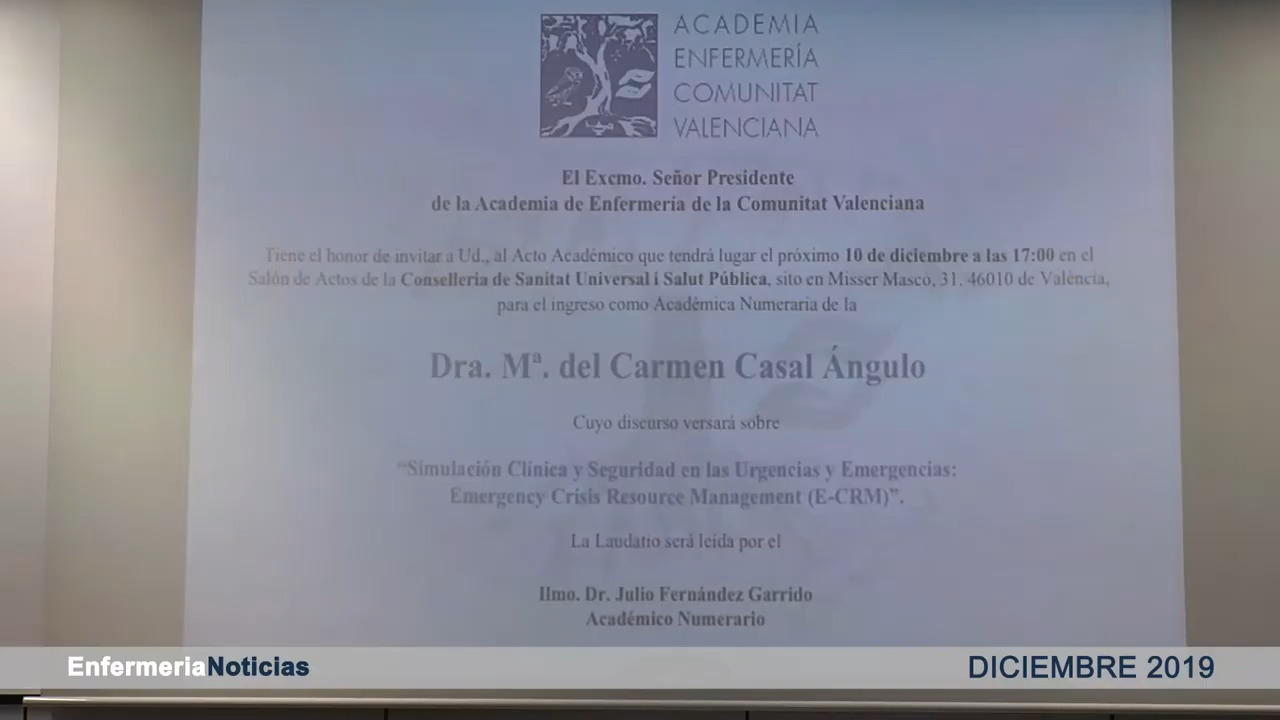 ACADEMIA
ENFERMERÍA
COMUNITAT
VALENCIANA
El Excmo. Señor Presidente
de la Academia de Enfermería de la Comunitat Valenciana
Tiene el honor de invitar a Ud., al Acto Académico que tendrá lugar el próximo 10 de diciembre a las 17:00 en el
Salón de Actos de la Conselleria de Sanitat Universal i Salut Pública, sito en Misser Mascó, 31. 46010 de València,
para el ingreso como Académica Numeraria de la
Dra. Mª. del Carmen Casal Ángulo
Cuyo discurso versará sobre
“Simulación Clínica y Seguridad en las Urgencias y Emergencias:
Emergency Crisis Resource Management (E-CRM)”.
La Laudatio será leída por el
Ilmo. Dr. Julio Fernández Garrido
Académico Numerario
EnfermeriaNoticias
DICIEMBRE 2019